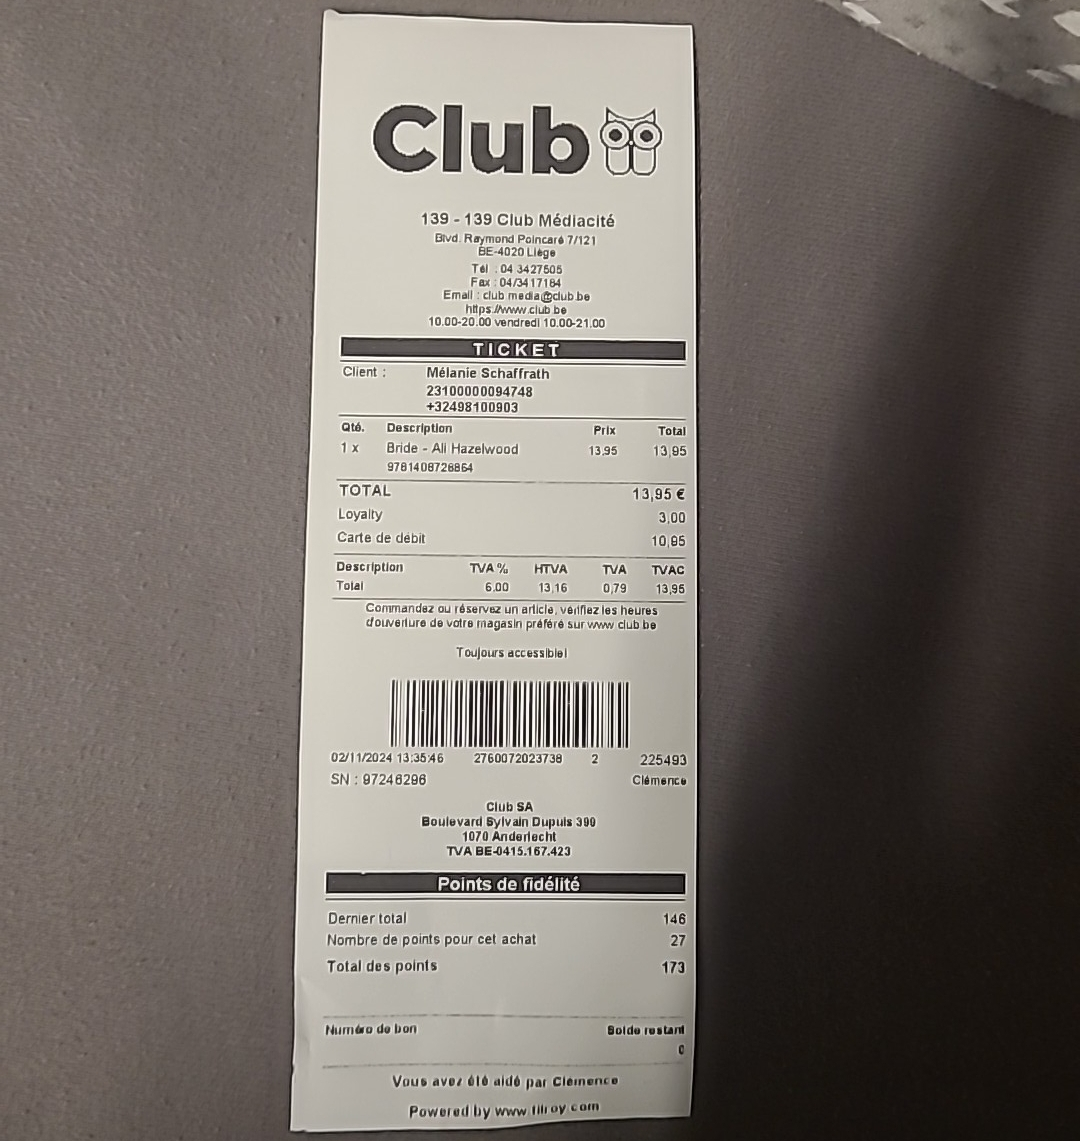 Club
139 - 139 Club Médiacité
Blvd. Raymond Poincaré 7/121
BE-4020 Liège
Tél : 04 3427505
Fax : 04/3417184
Email : club media@club.be
https://www.club.be
10.00-20.00 vendredi 10.00-21.00
TICKET
Client : Mélanie Schaffrath
23100000094748
+32498100903
Qté. Description Prix Total
1 x Bride - Ali Hazelwood 13,95 13,95
9781408728864
TOTAL 13,95 €
Loyalty 3,00
Carte de débit 10,95
Description TVA % HTVA TVA TVAC
Total 6,00 13,16 0,79 13,95
Commandez ou réservez un article, vérifiez les heures
d'ouverture de votre magasin préféré sur www club be
Toujours accessible!
02/11/2024 13:35:46 2760072023738 2 225493
SN : 97246296 Clémence
Club SA
Boulevard Sylvain Dupuis 399
1070 Anderlecht
TVA BE-0415.167.423
Points de fidélité
Dernier total 146
Nombre de points pour cet achat 27
Total des points 173
Numéro de bon Solde restant
0
Vous avez été aidé par Clémence
Powered by www.tilroy.com